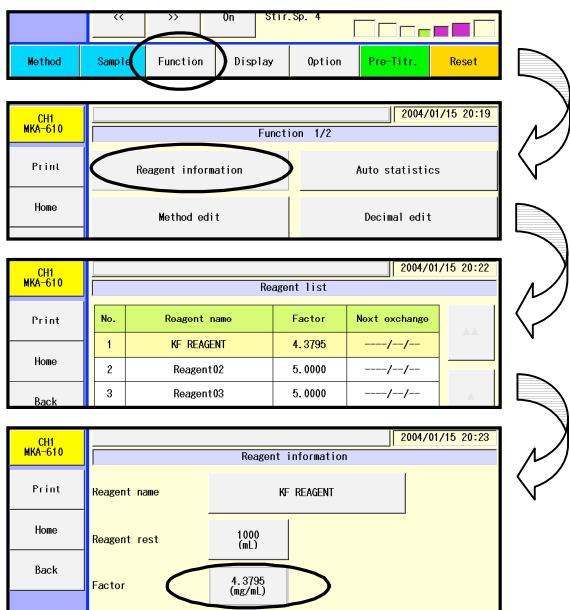 << >> On Stir.Sp. 4
Method Sample Function Display Option Pre-Titr. Reset
CH1
MKA-610
2004/01/15 20:19
Function 1/2
Print
Reagent information Auto statistics
Home
Method edit Decimal edit
CH1
MKA-610
2004/01/15 20:22
Reagent list
Print
No. Reagent name Factor Next exchange
1 KF REAGENT 4.3795 ----/--/--
Home
2 Reagent02 5.0000 ----/--/--
3 Reagent03 5.0000 ----/--/--
Back
CH1
MKA-610
2004/01/15 20:23
Reagent information
Print
Reagent name KF REAGENT
Home
Reagent rest 1000
(mL)
Back
Factor 4.3795
(mg/mL)